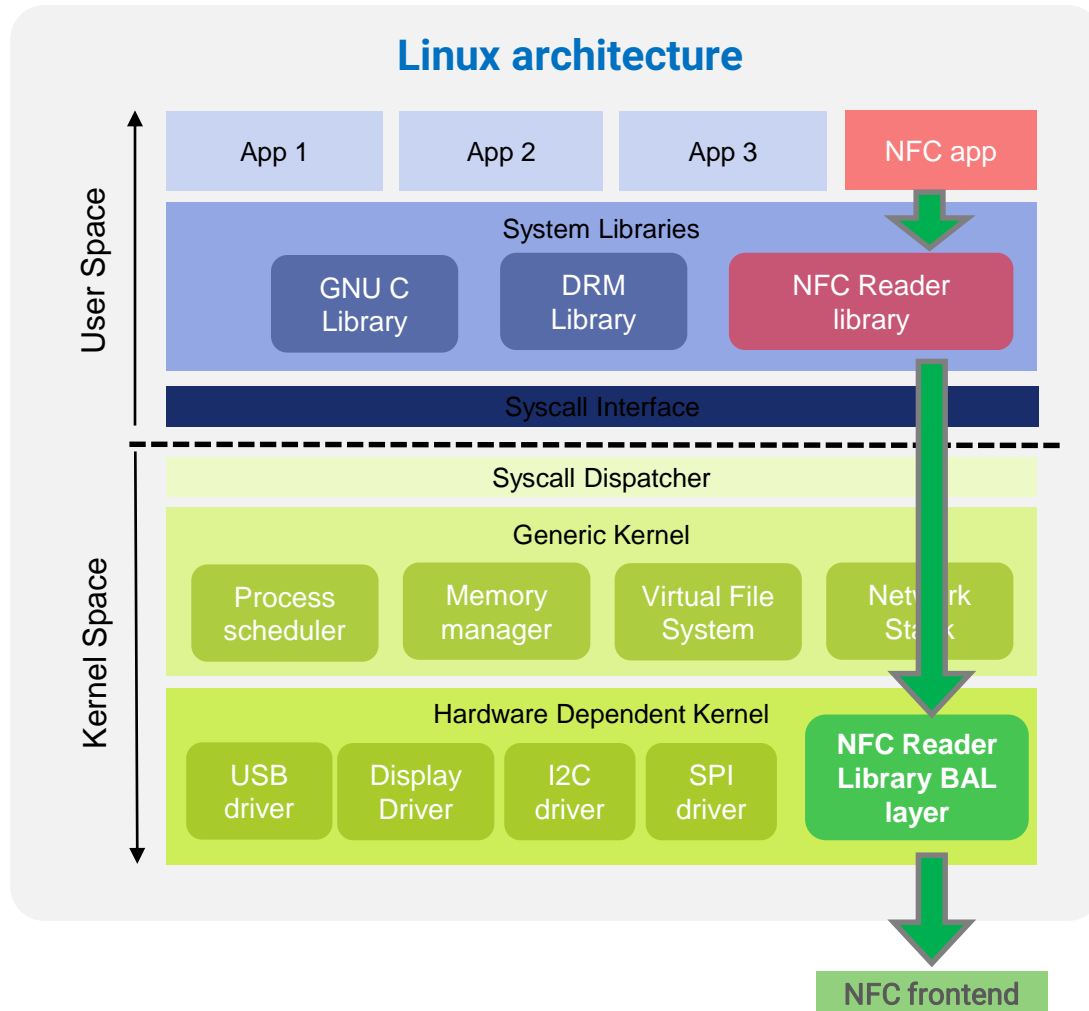 Linux architecture
User Space
App 1
App 2
App 3
NFC app
System Libraries
GNU C
Library
DRM
Library
NFC Reader
library
Syscall Interface
Kernel Space
Syscall Dispatcher
Generic Kernel
Process
scheduler
Memory
manager
Virtual File
System
Network
Stack
Hardware Dependent Kernel
USB
driver
Display
Driver
I2C
driver
SPI
driver
NFC Reader
Library BAL
layer
NFC frontend